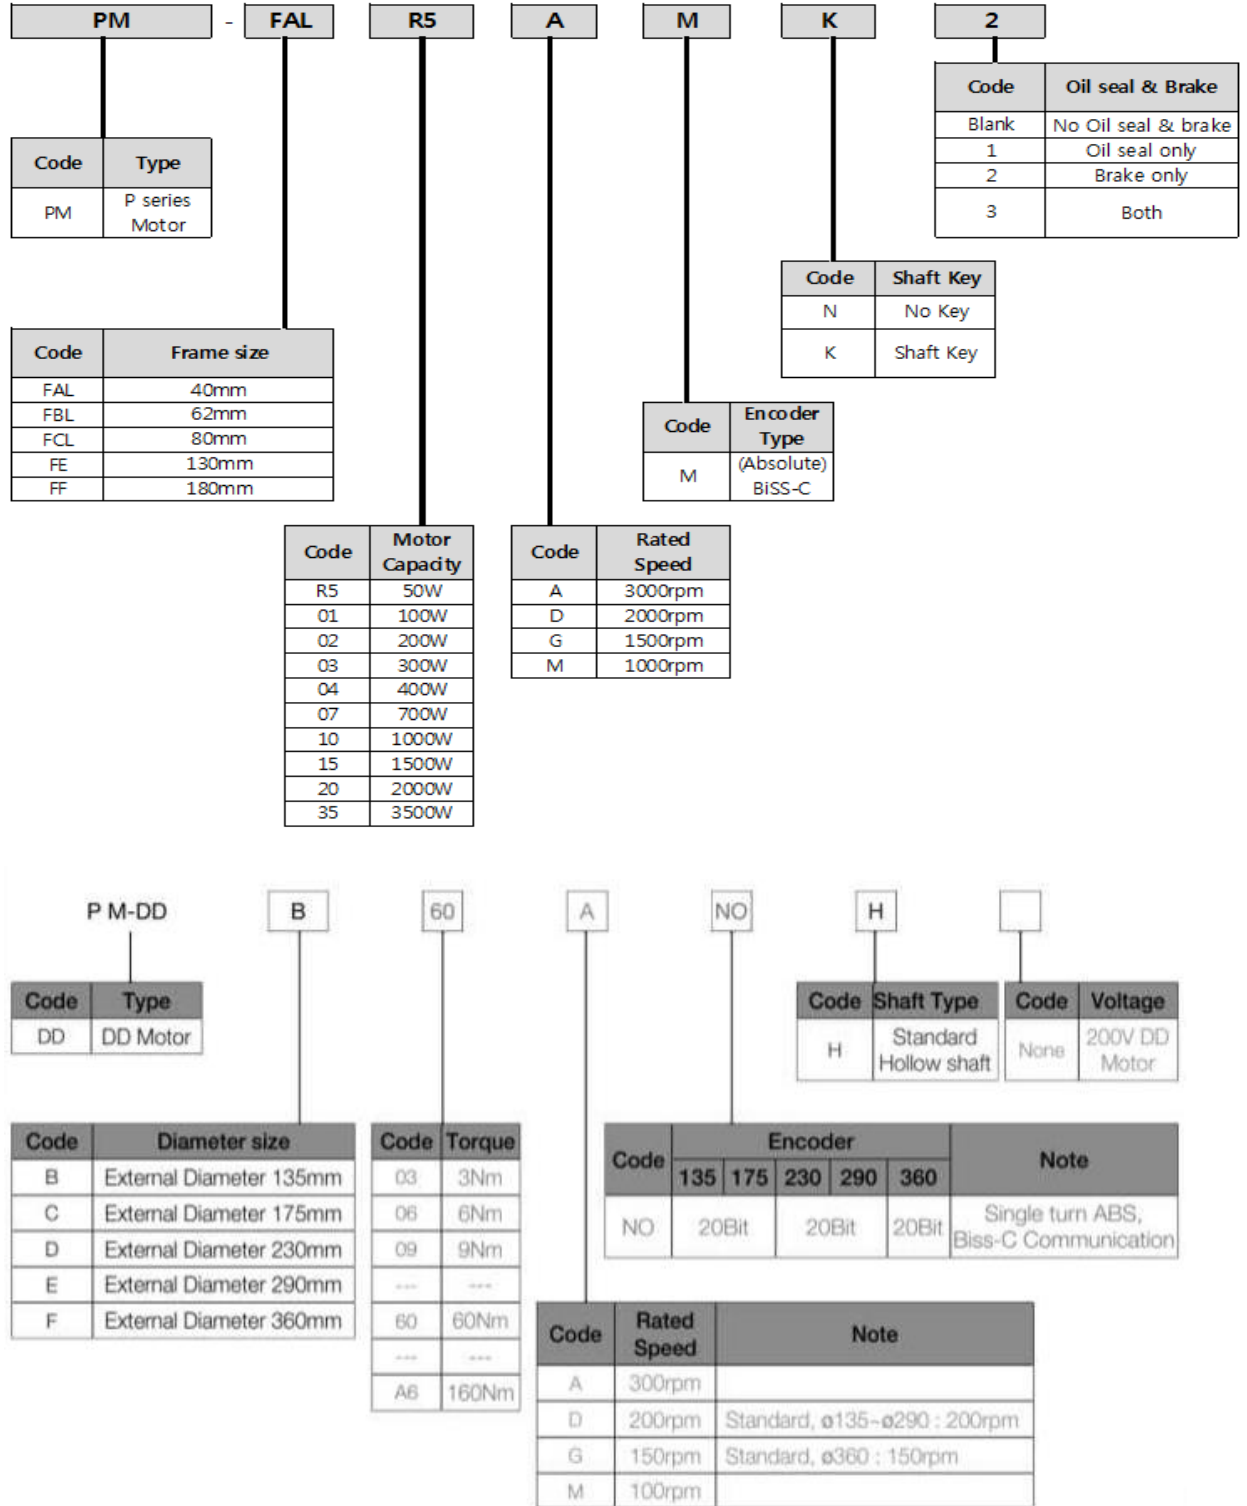 PM - FAL R5 A M K 2
Code Oil seal & Brake
Blank No Oil seal & brake
1 Oil seal only
2 Brake only
3 Both
Code Type
PM P series
Motor
Code Shaft Key
N No Key
K Shaft Key
Code Frame size
FAL 40mm
FBL 62mm
FCL 80mm
FE 130mm
FF 180mm
Code Encoder
Type
M (Absolute)
BiSS-C
Code Motor
Capacity
R5 50W
01 100W
02 200W
03 300W
04 400W
07 700W
10 1000W
15 1500W
20 2000W
35 3500W
Code Rated
Speed
A 3000rpm
D 2000rpm
G 1500rpm
M 1000rpm
P M-DD B 60 A NO H
Code Type
DD DD Motor
Code Shaft Type
H Standard
Hollow shaft
Code Voltage
None 200V DD
Motor
Code Diameter size
B External Diameter 135mm
C External Diameter 175mm
D External Diameter 230mm
E External Diameter 290mm
F External Diameter 360mm
Code Torque
03 3Nm
06 6Nm
09 9Nm
--- ---
60 60Nm
--- ---
A6 160Nm
Code Encoder Note
135 175 230 290 360
NO 20Bit 20Bit 20Bit Single turn ABS,
Biss-C Communication
Code Rated
Speed Note
A 300rpm
D 200rpm Standard, ø135~ø290 : 200rpm
G 150rpm Standard, ø360 : 150rpm
M 100rpm